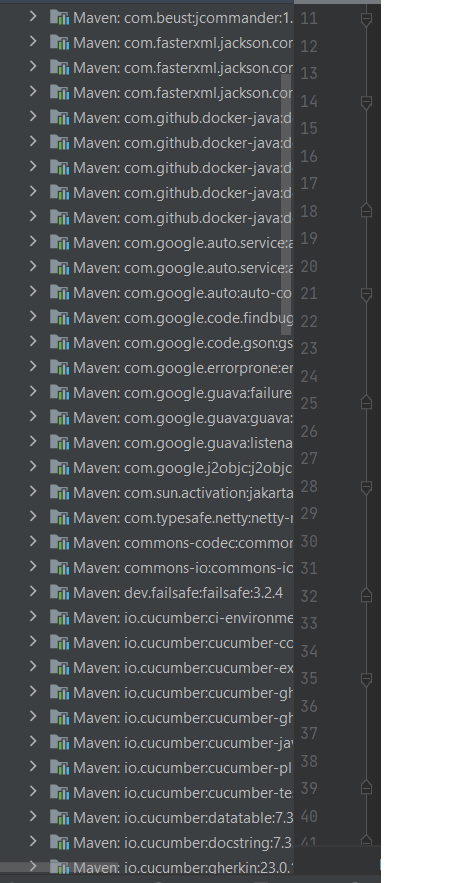 Maven: com.beust:jcommander:1.
Maven: com.fasterxml.jackson.cor
Maven: com.fasterxml.jackson.cor
Maven: com.fasterxml.jackson.cor
Maven: com.github.docker-java:d
Maven: com.github.docker-java:d
Maven: com.github.docker-java:d
Maven: com.github.docker-java:d
Maven: com.github.docker-java:d
Maven: com.google.auto.service:a
Maven: com.google.auto.service:a
Maven: com.google.auto:auto-co
Maven: com.google.code.findbug
Maven: com.google.code.gson:gs
Maven: com.google.errorprone:er
Maven: com.google.guava:failure
Maven: com.google.guava:guava:
Maven: com.google.guava:listena
Maven: com.google.j2objc:j2objc
Maven: com.sun.activation:jakarta
Maven: com.typesafe.netty:netty-r
Maven: commons-codec:common
Maven: commons-io:commons-io
Maven: dev.failsafe:failsafe:3.2.4
Maven: io.cucumber:ci-environme
Maven: io.cucumber:cucumber-co
Maven: io.cucumber:cucumber-ex
Maven: io.cucumber:cucumber-gh
Maven: io.cucumber:cucumber-gh
Maven: io.cucumber:cucumber-jav
Maven: io.cucumber:cucumber-pl
Maven: io.cucumber:cucumber-te
Maven: io.cucumber:datatable:7.3
Maven: io.cucumber:docstring:7.3
Maven: io.cucumber:gherkin:23.0.1
11
12
13
14
15
16
17
18
19
20
21
22
23
24
25
26
27
28
29
30
31
32
33
34
35
36
37
38
39
40
41